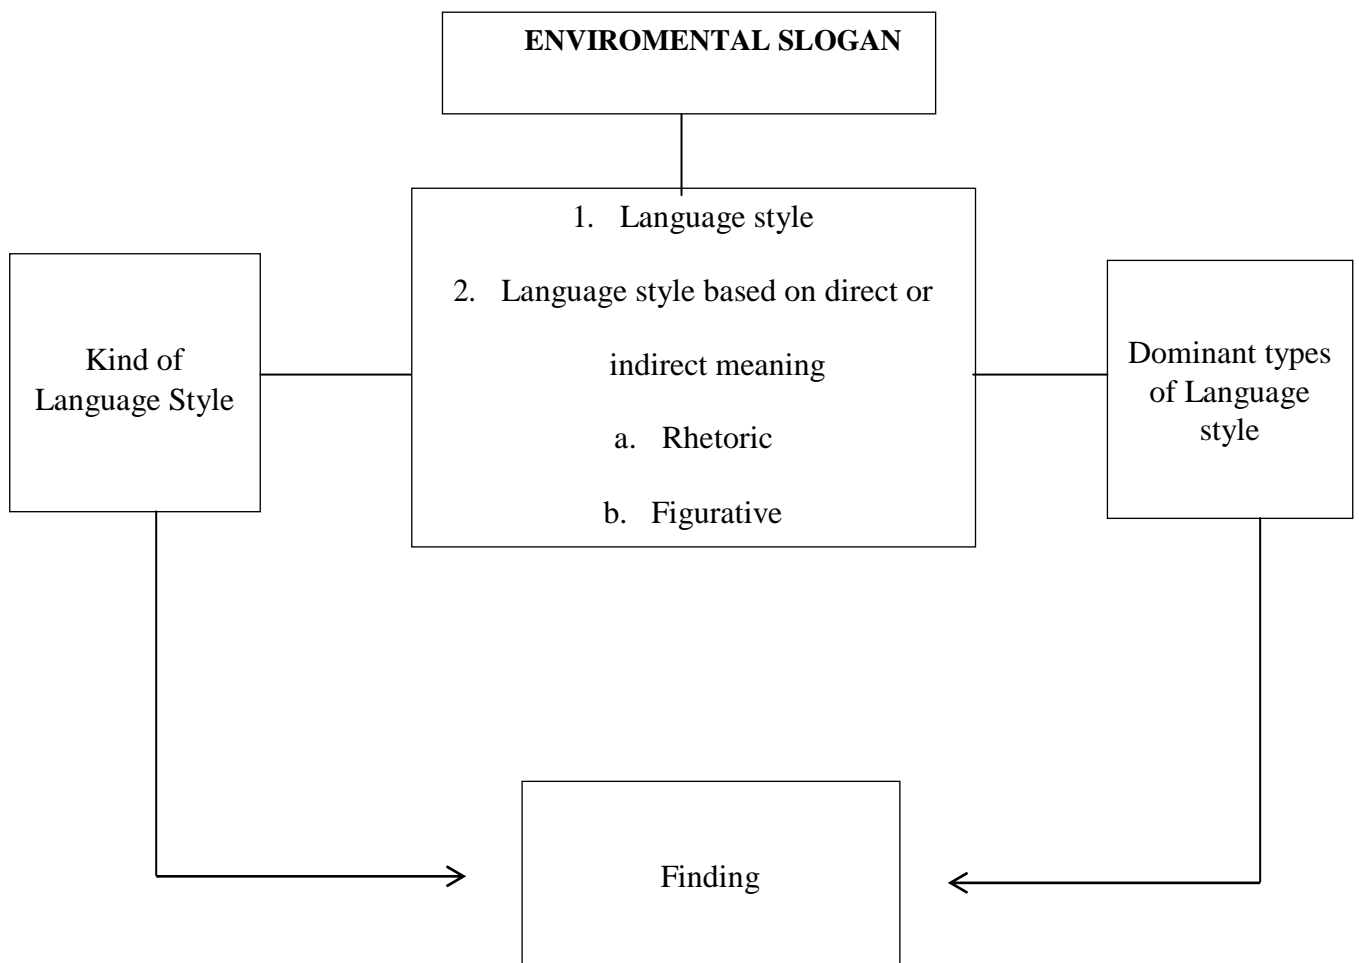 ENVIROMENTAL SLOGAN
1. Language style
2. Language style based on direct or
indirect meaning
a. Rhetoric
b. Figurative
Kind of
Language Style
Dominant types
of Language
style
Finding